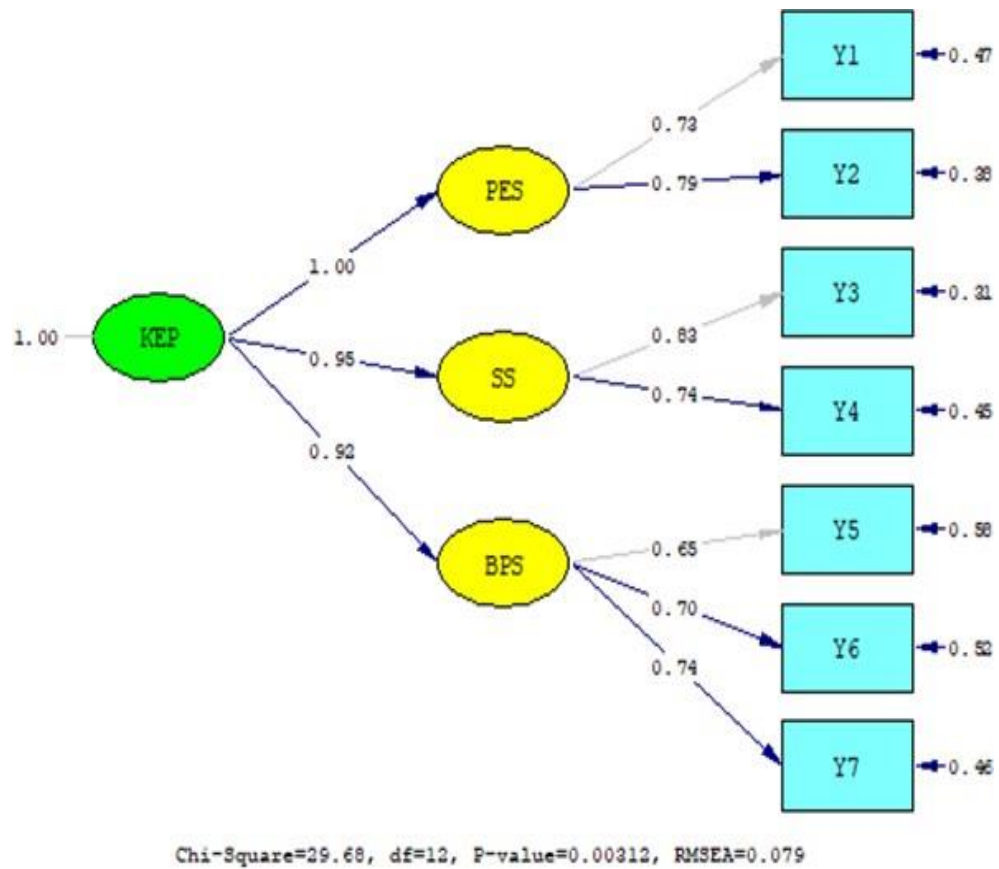 Y1
0.47
0.73
PES
0.79
Y2
0.38
1.00
Y3
0.31
0.83
1.00
KEP
0.95
SS
0.74
Y4
0.45
0.92
Y5
0.58
0.65
BPS
0.70
Y6
0.52
0.74
Y7
0.46
Chi-Square=29.68, df=12, P-value=0.00312, RMSEA=0.079